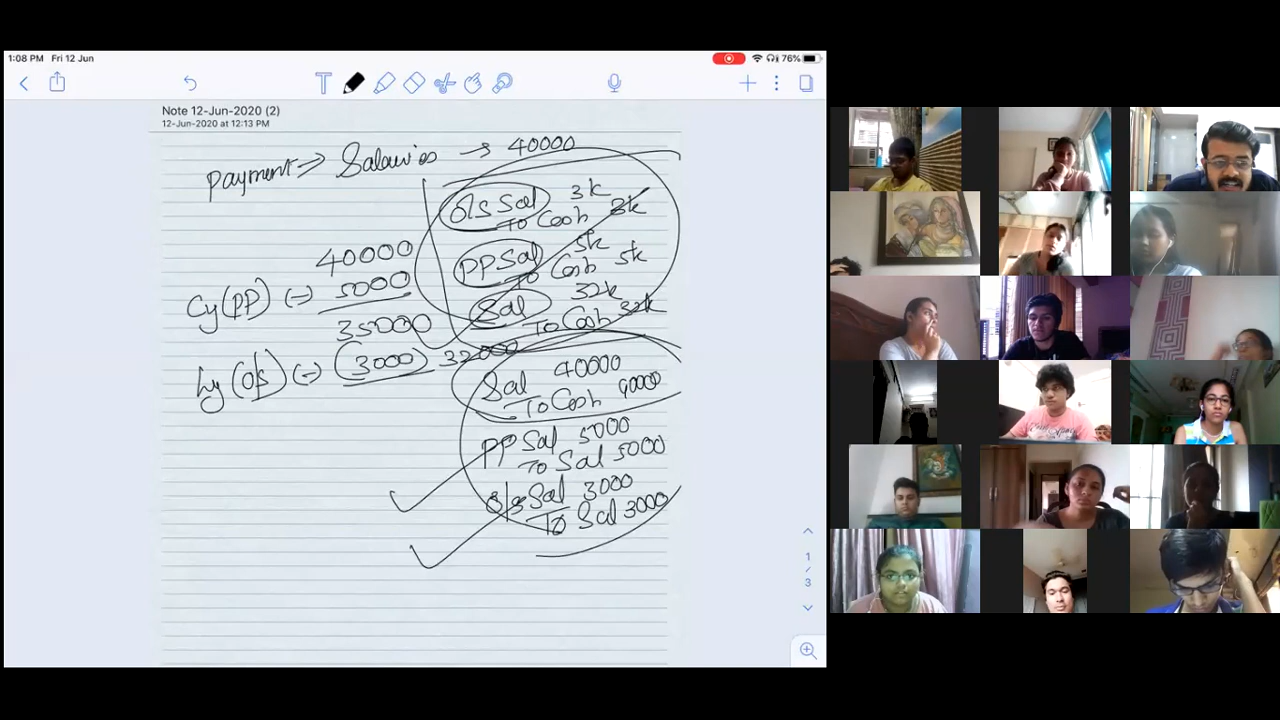 1:08 PM Fri 12 Jun
76%
T
Note 12-Jun-2020 (2)
12-Jun-2020 at 12:13 PM
Payment => Salaries → 40000
O/s Sal 3k
To Cash 3k
PP Sal 5k
To Cash 5k
Sal 32k
To Cash 32k
40000
Cy (PP) (-) 5000
35000
Ly (O/s) (-) (3000) 32000
Sal 40000
To Cash 40000
PP Sal 5000
To Sal 5000
O/s Sal 3000
To Sal 3000
1
/
3